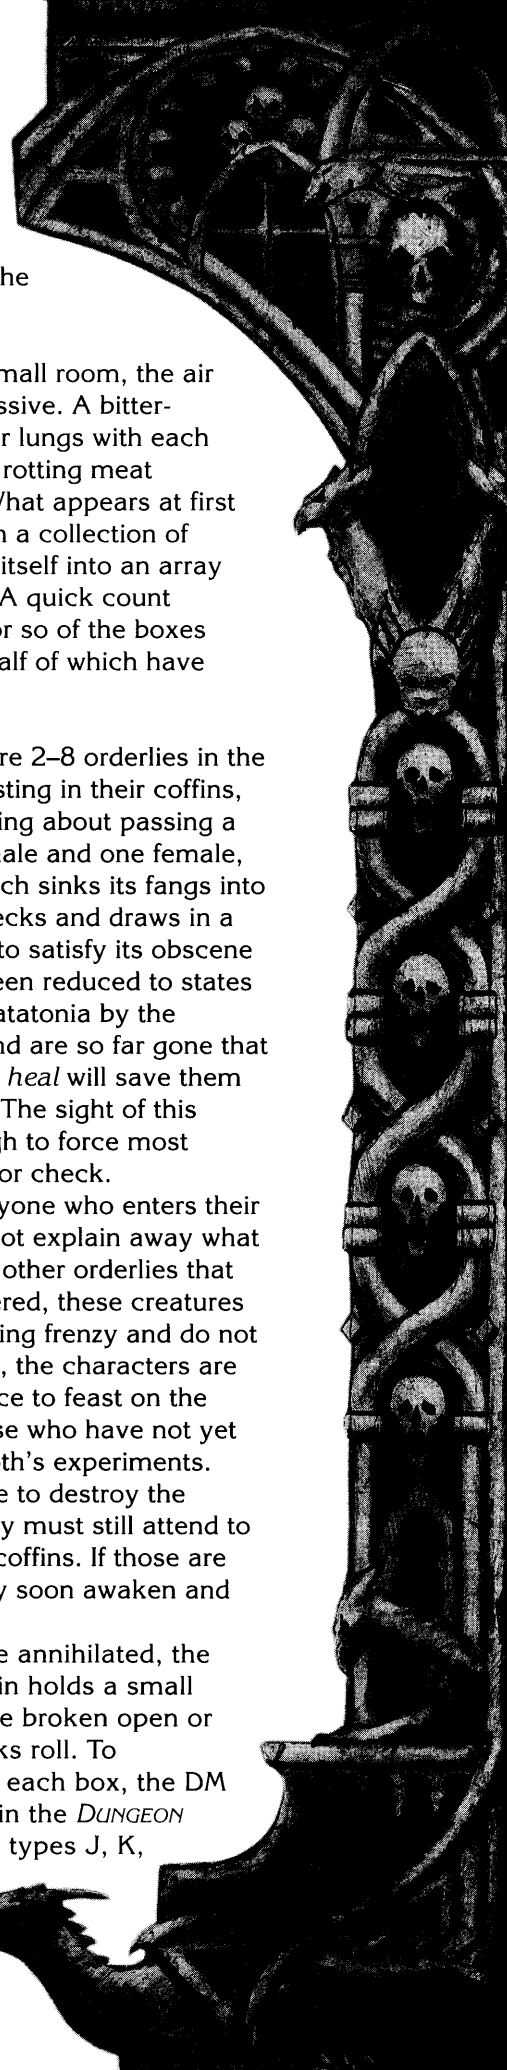 he
mall room, the air
ssive. A bitter-
r lungs with each
rotting meat
hat appears at first
n a collection of
itself into an array
A quick count
or so of the boxes
alf of which have
re 2–8 orderlies in the
sting in their coffins,
ing about passing a
ale and one female,
ch sinks its fangs into
ecks and draws in a
to satisfy its obscene
een reduced to states
atatonia by the
nd are so far gone that
heal will save them
The sight of this
gh to force most
or check.
yone who enters their
ot explain away what
other orderlies that
ered, these creatures
ing frenzy and do not
, the characters are
ce to feast on the
se who have not yet
oth's experiments.
e to destroy the
y must still attend to
coffins. If those are
y soon awaken and
e annihilated, the
in holds a small
e broken open or
ks roll. To
each box, the DM
in the DUNGEON
types J, K,